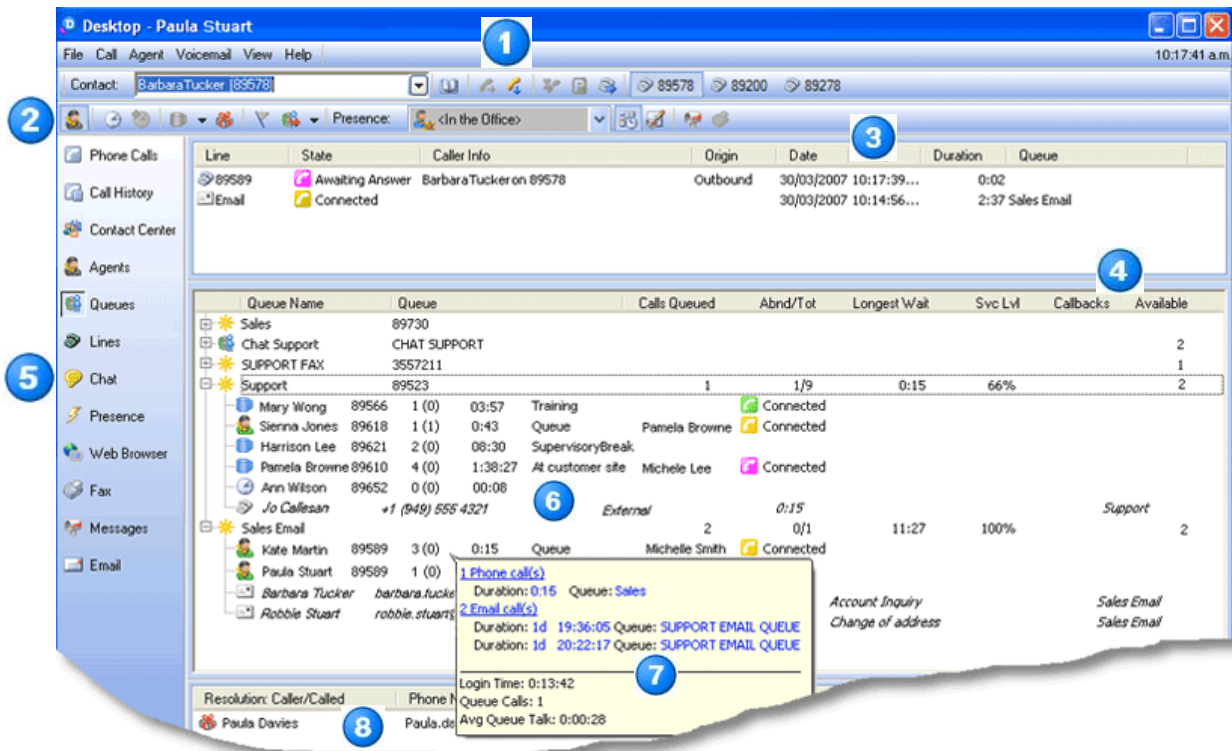 Desktop - Paula Stuart
1
File Call Agent Voicemail View Help 10:17:41 a.m.
Contact: Barbara Tucker [89578] 89578 89200 89278
2 Presence: <In the Office>
3
Phone Calls
Call History
Contact Center
Agents
Queues
Lines
5
Chat
Presence
Web Browser
Fax
Messages
Email
Line State Caller Info Origin Date Duration Queue
89589 Awaiting Answer Barbara Tucker on 89578 Outbound 30/03/2007 10:17:39... 0:02
Email Connected 30/03/2007 10:14:56... 2:37 Sales Email
4
Queue Name Queue Calls Queued Abnd/Tot Longest Wait Svc Lvl Callbacks Available
Sales 89730
Chat Support CHAT SUPPORT 2
SUPPORT FAX 3557211 1
Support 89523 1 1/9 0:15 66% 2
Mary Wong 89566 1 (0) 03:57 Training Connected
Sienna Jones 89618 1 (1) 0:43 Queue Pamela Browne Connected
Harrison Lee 89621 2 (0) 08:30 SupervisoryBreak
Pamela Browne 89610 4 (0) 1:38:27 At customer site Michele Lee Connected
Ann Wilson 89652 0 (0) 00:08
6
Jo Callesan +1 (949) 555 4321 External 0:15 Support
Sales Email 2 0/1 11:27 100% 2
Kate Martin 89589 3 (0) 0:15 Queue Michelle Smith Connected
Paula Stuart 89589 1 (0)
Barbara Tucker barbara.tucke Account Inquiry Sales Email
Robbie Stuart robbie.stuart Change of address Sales Email
1 Phone call(s)
Duration: 0:15 Queue: Sales
2 Email call(s)
Duration: 1d 19:36:05 Queue: SUPPORT EMAIL QUEUE
Duration: 1d 20:22:17 Queue: SUPPORT EMAIL QUEUE
7
Login Time: 0:13:42
Queue Calls: 1
Avg Queue Talk: 0:00:28
Resolution: Caller/Called Phone N
Paula Davies 8 Paula.da